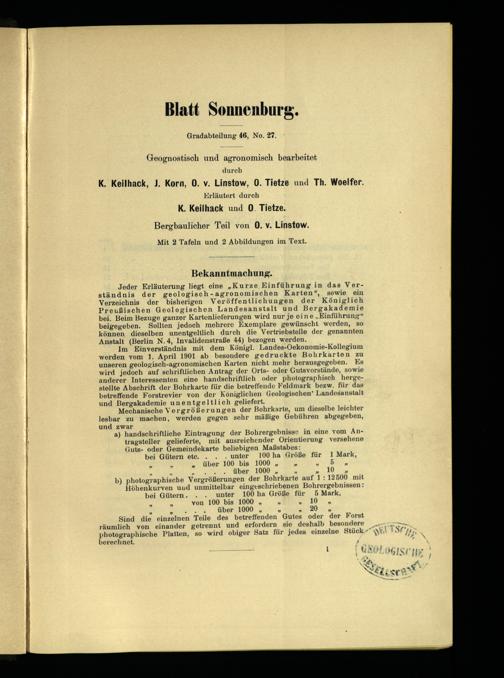 Blatt Sonnenburg.
Gradabteilung 46, No. 27.
Geognostisch und agronomisch bearbeitet
durch
K. Keilhack, J. Korn, O. v. Linstow, O. Tietze und Th. Woelfer.
Erläutert durch
K. Keilhack und O Tietze.
Bergbaulicher Teil von O. v. Linstow.
Mit 2 Tafeln und 2 Abbildungen im Text.
Bekanntmachung.
Jeder Erläuterung liegt eine „Kurze Einführung in das Ver-
ständnis der geologisch-agronomischen Karten“, sowie ein
Verzeichnis der bisherigen Veröffentlichungen der Königlich
Preußischen Geologischen Landesanstalt und Bergakademie
bei. Beim Bezuge ganzer Kartenlieferungen wird nur je eine „Einführung“
beigegeben. Sollten jedoch mehrere Exemplare gewünscht werden, so
können dieselben unentgeltlich durch die Vertriebstelle der genannten
Anstalt (Berlin N. 4, Invalidenstraße 44) bezogen werden.
Im Einverständnis mit dem Königl. Landes-Oekonomie-Kollegium
werden vom 1. April 1901 ab besondere gedruckte Bohrkarten zu
unseren geologisch-agronomischen Karten nicht mehr herausgegeben. Es
wird jedoch auf schriftlichen Antrag der Orts- oder Gutsvorstände, sowie
anderer Interessenten eine handschriftlich oder photographisch herge-
stellte Abschrift der Bohrkarte für die betreffende Feldmark bezw. für das
betreffende Forstrevier von der Königlichen Geologischen Landesanstalt
und Bergakademie unentgeltlich geliefert.
Mechanische Vergrößerungen der Bohrkarte, um dieselbe leichter
lesbar zu machen, werden gegen sehr mäßige Gebühren abgegeben,
und zwar
a) handschriftliche Eintragung der Bohrergebnisse in eine vom An-
tragsteller gelieferte, mit ausreichender Orientierung versehene
Guts- oder Gemeindekarte beliebigen Maßstabes:
bei Gütern etc. . . . unter 100 ha Größe für 1 Mark,
„ „ „ über 100 bis 1000 „ „ „ 5 „
„ „ „ . . . . über 1000 „ „ „ 10 „
b) photographische Vergrößerungen der Bohrkarte auf 1 : 12500 mit
Höhenkurven und unmittelbar eingeschriebenen Bohrergebnissen:
bei Gütern. . . unter 100 ha Größe für 5 Mark,
„ „ von 100 bis 1000 „ „ „ 10 „
„ „ . . . über 1000 „ „ „ 20 „
Sind die einzelnen Teile des betreffenden Gutes oder der Forst
räumlich von einander getrennt und erfordern sie deshalb besondere
photographische Platten, so wird obiger Satz für jedes einzelne Stück
berechnet.
1
DEUTSCHE
GEOLOGISCHE
GESELLSCHAFT